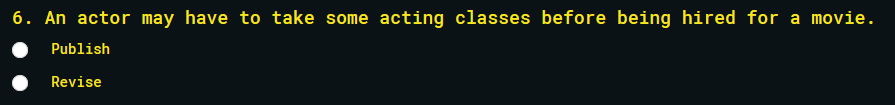 6. An actor may have to take some acting classes before being hired for a movie.
Publish
Revise